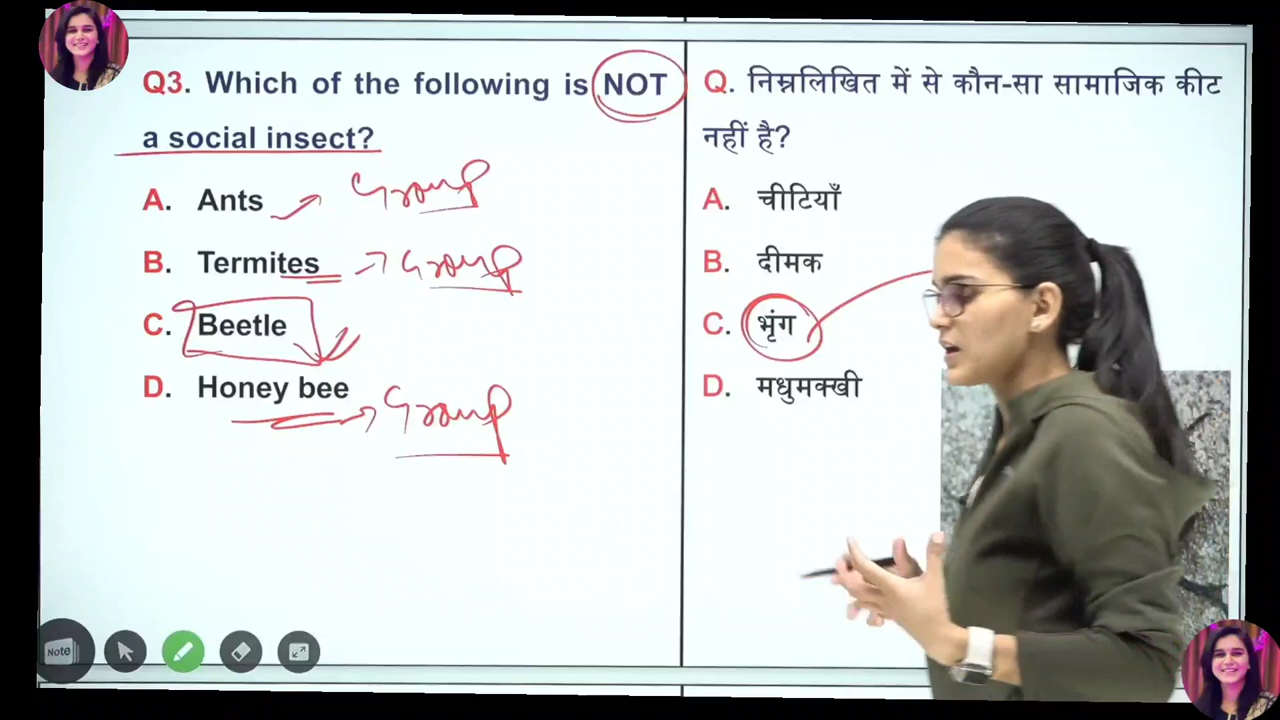 Q3. Which of the following is NOT
a social insect?
A. Ants Group
B. Termites Group
C. Beetle
D. Honey bee Group
Q. निम्नलिखित में से कौन-सा सामाजिक कीट
नहीं है?
A. चीटियाँ
B. दीमक
C. भृंग
D. मधुमक्खी
Note